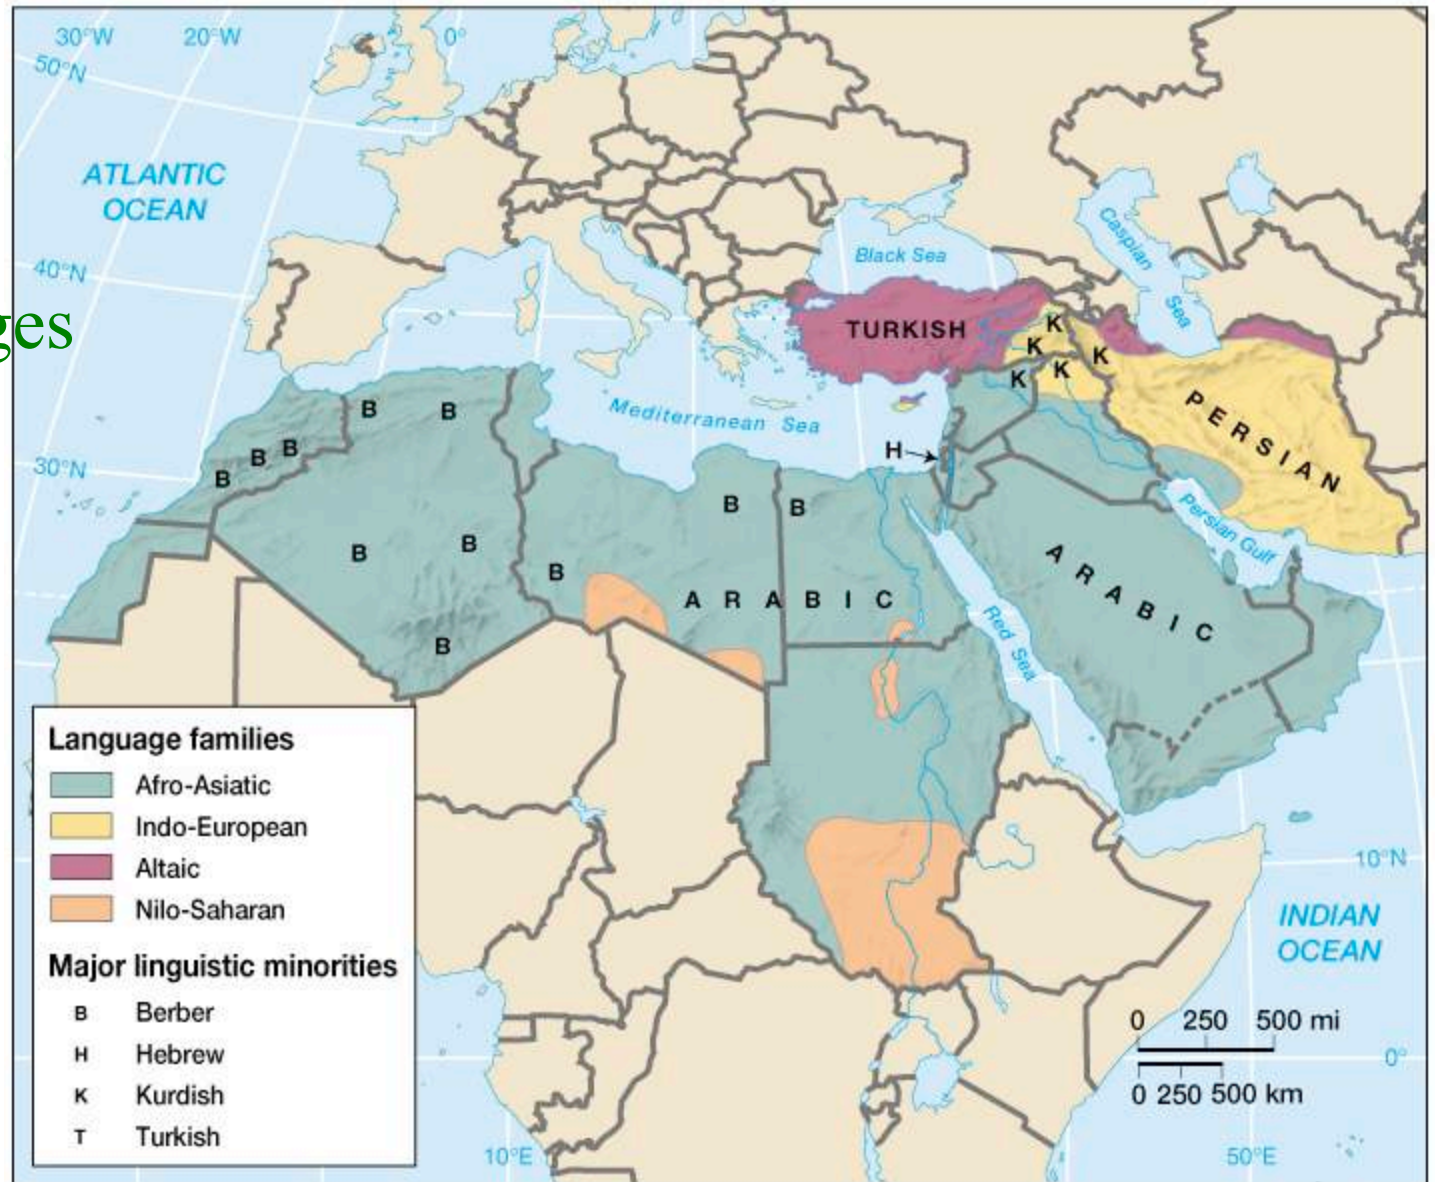 30°W 20°W 0°
50°N
ATLANTIC
OCEAN
40°N
ges
30°N
Black Sea
Caspian
Sea
TURKISH
K
K
K
K
K
PERSIAN
Mediterranean Sea
H
B B
B B
B
B B
B B
B
B
ARABIC
Persian Gulf
ARABIC
Red Sea
Language families
Afro-Asiatic
Indo-European
Altaic
Nilo-Saharan
Major linguistic minorities
B Berber
H Hebrew
K Kurdish
T Turkish
10°N
INDIAN
OCEAN
0 250 500 mi
0 250 500 km
0°
10°E 50°E